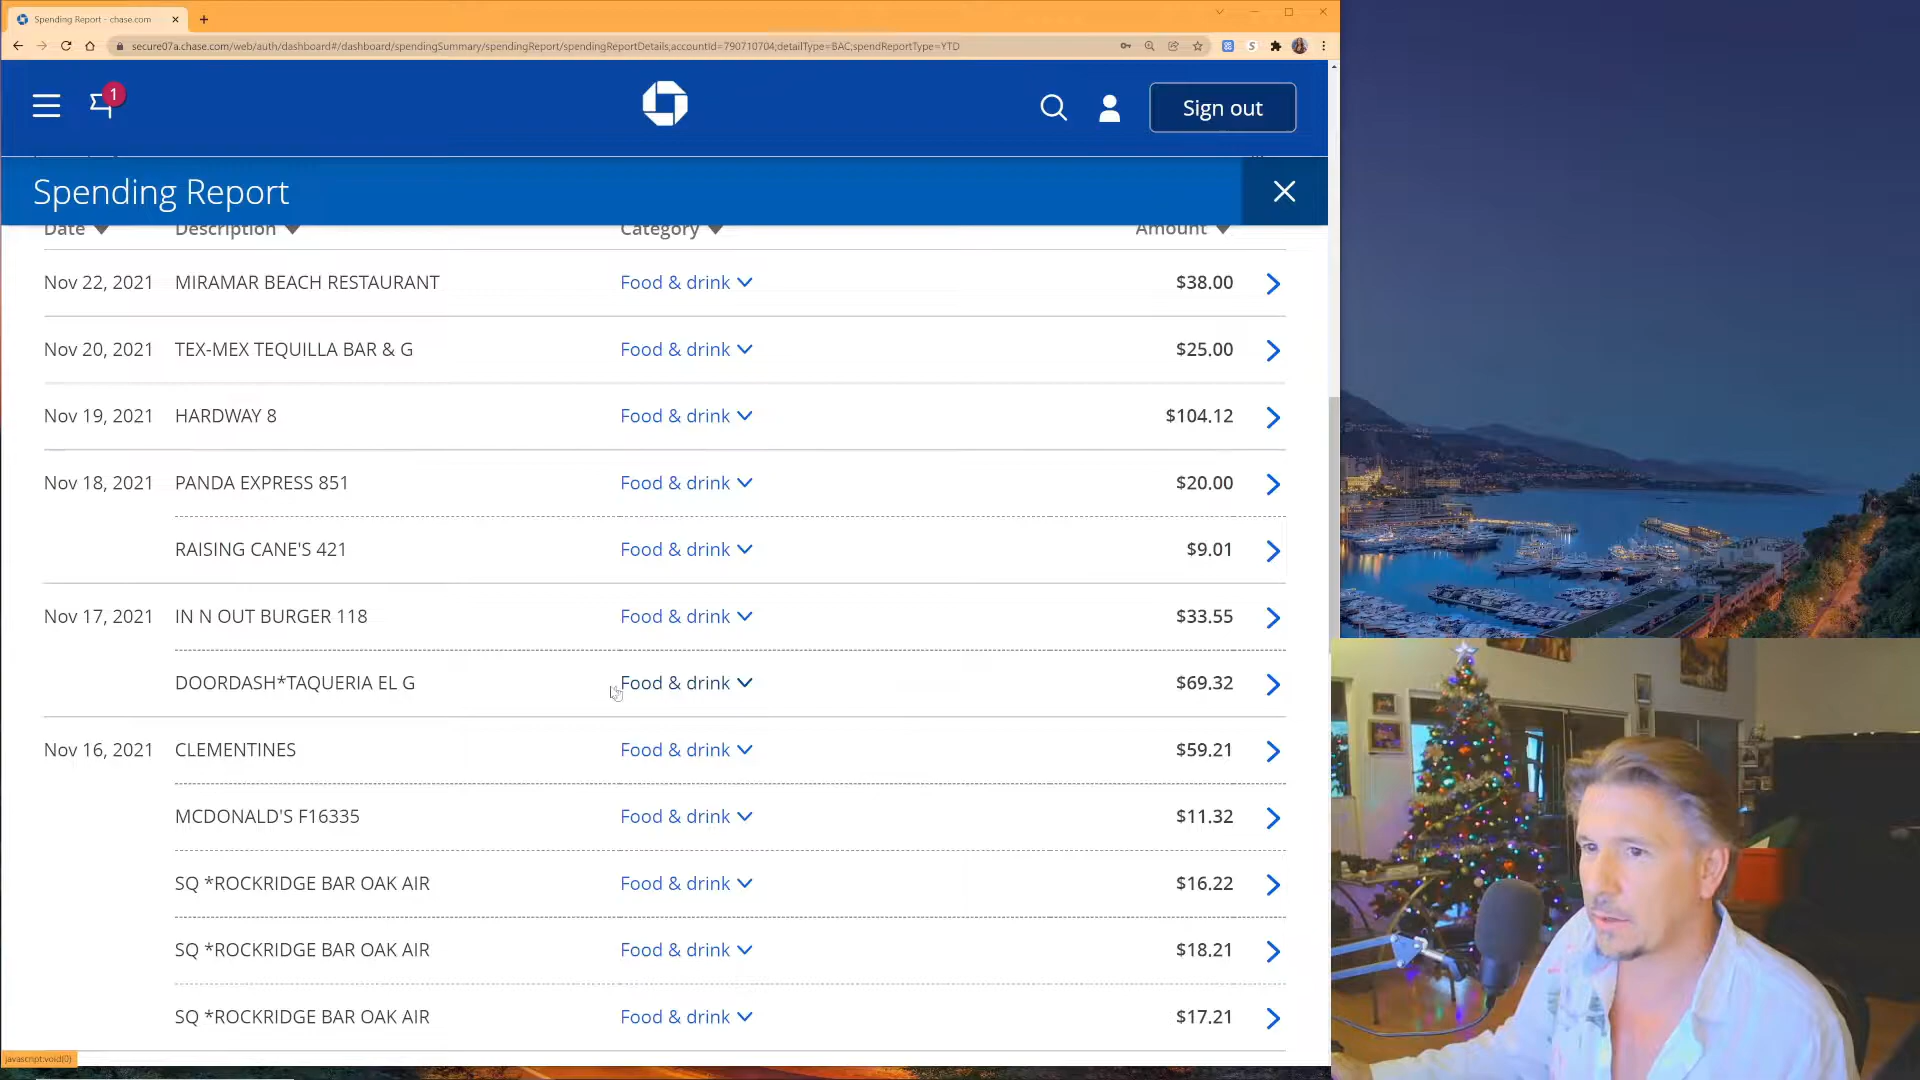 Spending Report - chase.com
secure07a.chase.com/web/auth/dashboard#/dashboard/spendingSummary/spendingReport/spendingReportDetails,accountId=790710704;detailType=BAC,spendReportType=YTD
1
Sign out
Spending Report
Date Description Category Amount
Nov 22, 2021 MIRAMAR BEACH RESTAURANT Food & drink $38.00
Nov 20, 2021 TEX-MEX TEQUILLA BAR & G Food & drink $25.00
Nov 19, 2021 HARDWAY 8 Food & drink $104.12
Nov 18, 2021 PANDA EXPRESS 851 Food & drink $20.00
RAISING CANE'S 421 Food & drink $9.01
Nov 17, 2021 IN N OUT BURGER 118 Food & drink $33.55
DOORDASH*TAQUERIA EL G Food & drink $69.32
Nov 16, 2021 CLEMENTINES Food & drink $59.21
MCDONALD'S F16335 Food & drink $11.32
SQ *ROCKRIDGE BAR OAK AIR Food & drink $16.22
SQ *ROCKRIDGE BAR OAK AIR Food & drink $18.21
SQ *ROCKRIDGE BAR OAK AIR Food & drink $17.21
javascript:void(0)